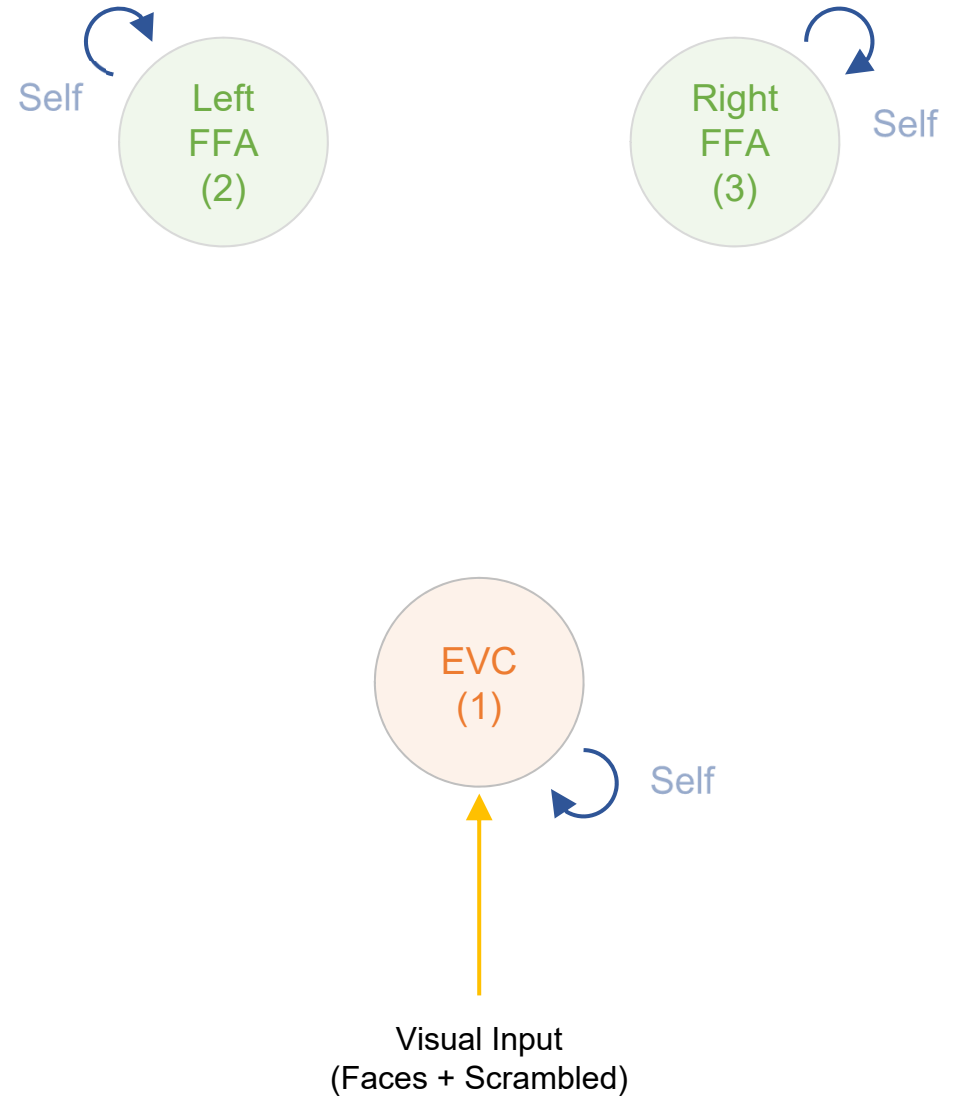 Self
Left
FFA
(2)
Right
FFA
(3)
Self
EVC
(1)
Self
Visual Input
(Faces + Scrambled)